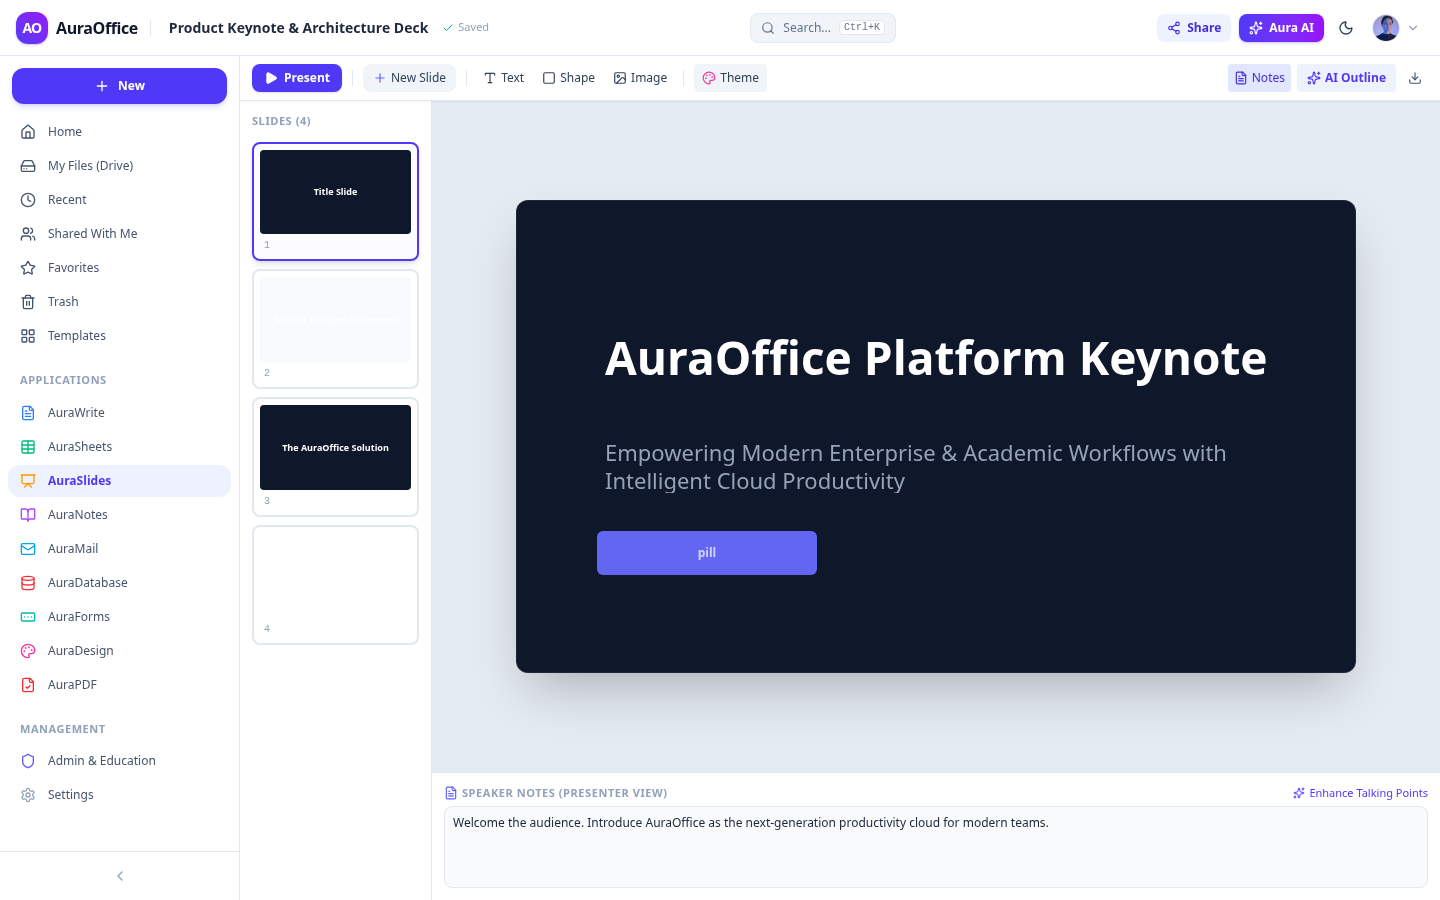 AO AuraOffice
Product Keynote & Architecture Deck
Saved
Search...
Ctrl+K
Share
Aura AI
New
Home
My Files (Drive)
Recent
Shared With Me
Favorites
Trash
Templates
APPLICATIONS
AuraWrite
AuraSheets
AuraSlides
AuraNotes
AuraMail
AuraDatabase
AuraForms
AuraDesign
AuraPDF
MANAGEMENT
Admin & Education
Settings
Present
New Slide
Text
Shape
Image
Theme
Notes
AI Outline
SLIDES (4)
Title Slide
1
2
The AuraOffice Solution
3
4
AuraOffice Platform Keynote
Empowering Modern Enterprise & Academic Workflows with
Intelligent Cloud Productivity
pill
SPEAKER NOTES (PRESENTER VIEW)
Enhance Talking Points
Welcome the audience. Introduce AuraOffice as the next-generation productivity cloud for modern teams.